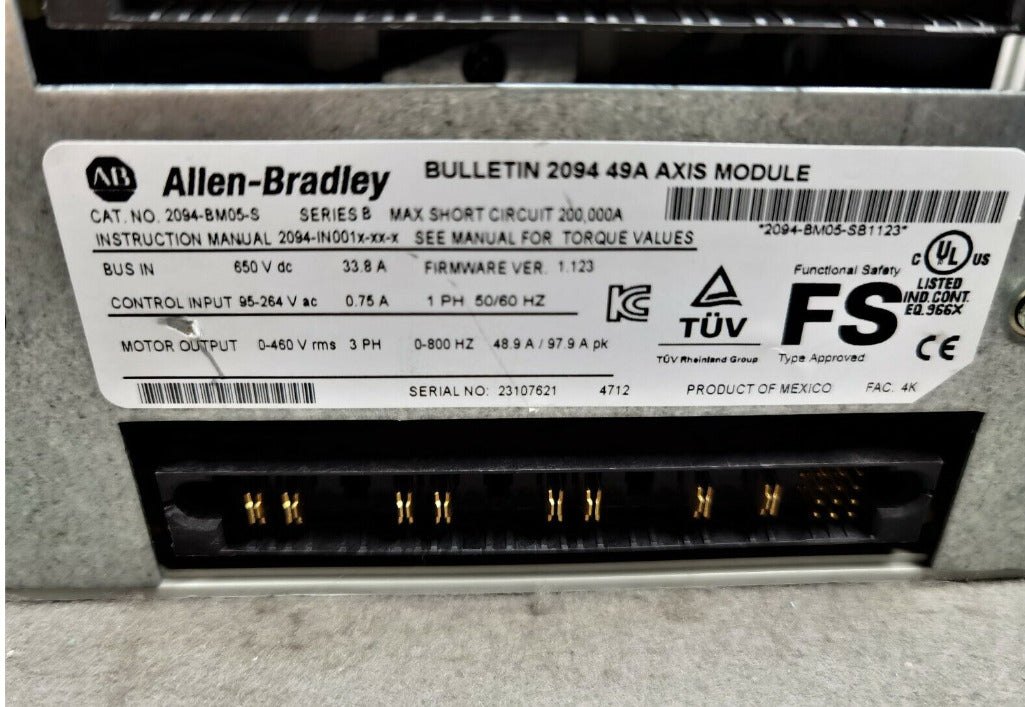 AB Allen-Bradley BULLETIN 2094 49A AXIS MODULE
CAT. NO. 2094-BM05-S SERIES B MAX SHORT CIRCUIT 200,000A
*2094-BM05-SB1123*
INSTRUCTION MANUAL 2094-IN001x-xx-x SEE MANUAL FOR TORQUE VALUES
BUS IN 650 V dc 33.8 A FIRMWARE VER. 1.123
CONTROL INPUT 95-264 V ac 0.75 A 1 PH 50/60 HZ
MOTOR OUTPUT 0-460 V rms 3 PH 0-800 HZ 48.9 A / 97.9 A pk
KC
TÜV
TÜV Rheinland Group
Functional Safety
FS
Type Approved
C UL US
LISTED
IND. CONT.
EQ. 966X
CE
SERIAL NO: 23107621 4712 PRODUCT OF MEXICO FAC. 4K